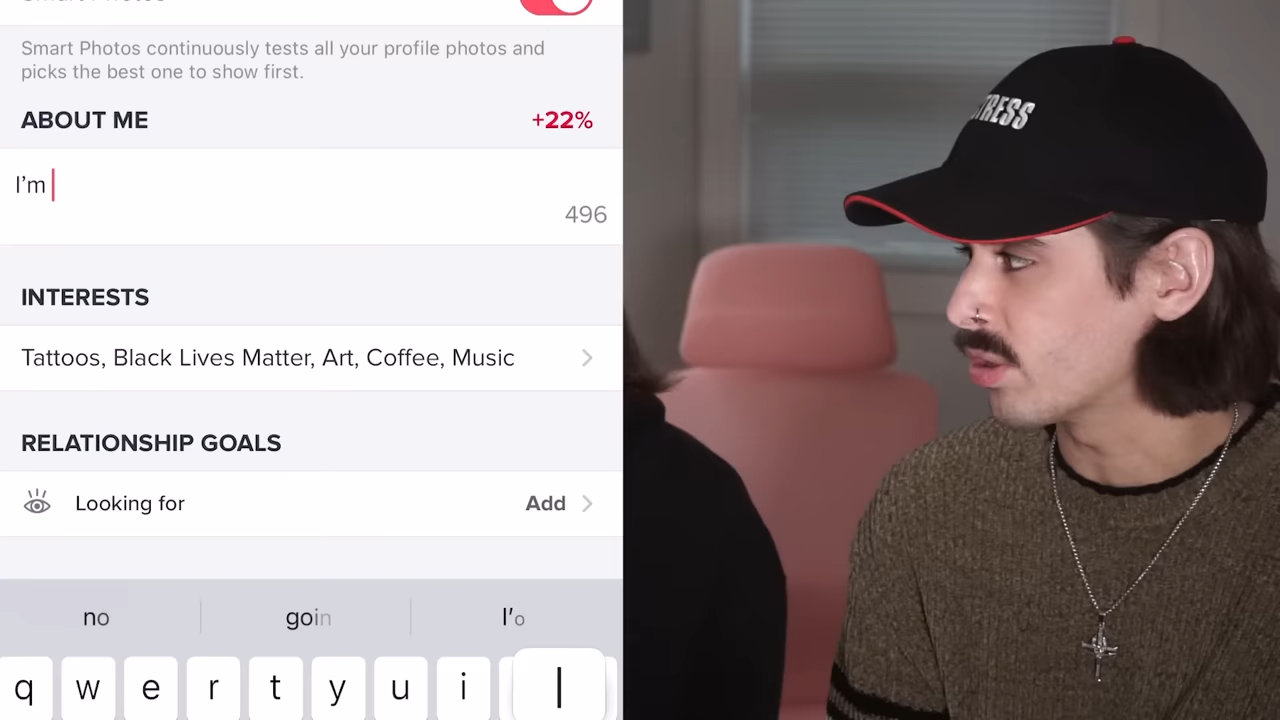 Smart Photos continuously tests all your profile photos and
picks the best one to show first.
ABOUT ME
+22%
I'm
496
INTERESTS
Tattoos, Black Lives Matter, Art, Coffee, Music
RELATIONSHIP GOALS
Looking for
Add
no goin I'o
q w e r t y u i l